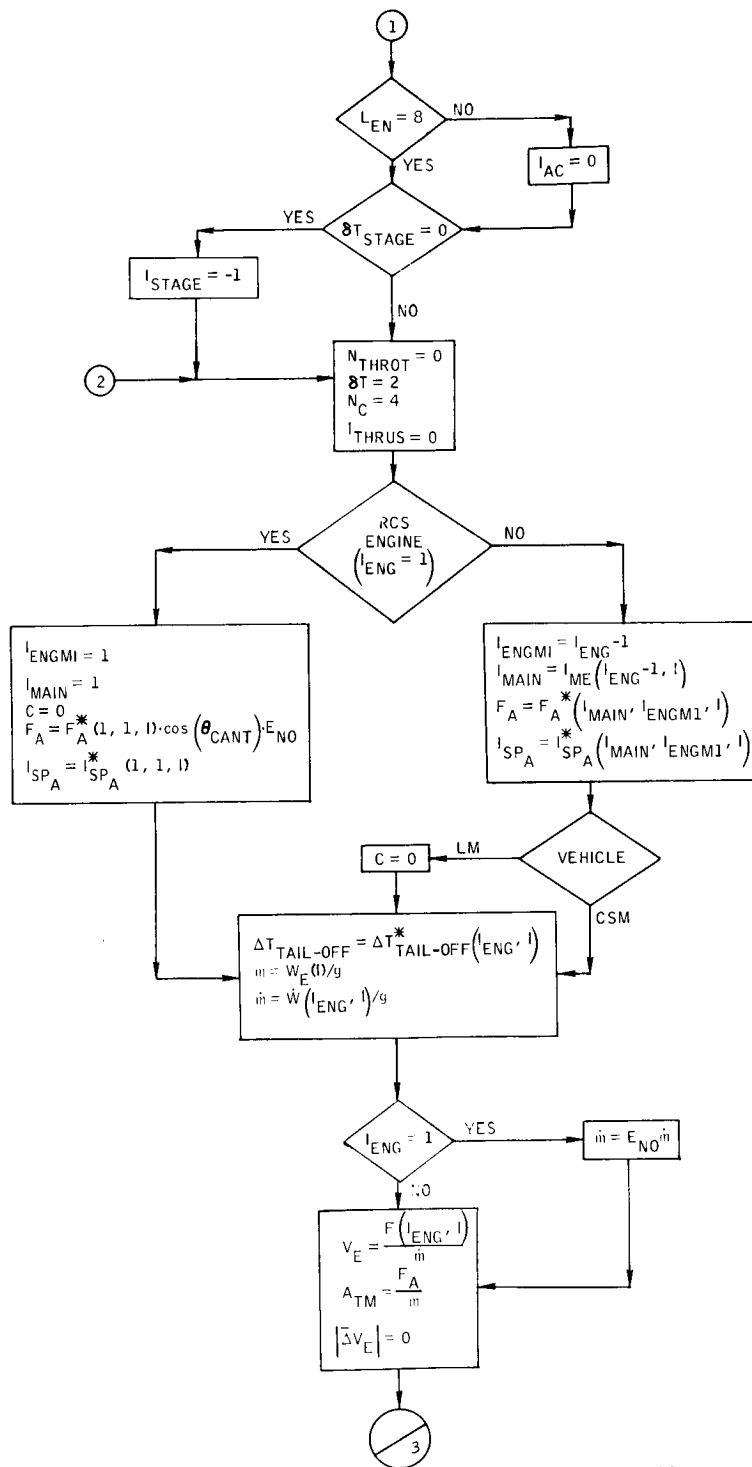 1
L_EN = 8
NO
YES
I_AC = 0
YES
δT_STAGE = 0
I_STAGE = -1
NO
2
N_THROT = 0
δT = 2
N_C = 4
I_THRUS = 0
YES
RCS
ENGINE
(I_ENG = 1)
NO
I_ENGMI = 1
I_MAIN = 1
C = 0
F_A = F*_A (1, 1, I)·cos (θ_CANT)·E_NO
I_SP_A = I*_SP_A (1, 1, I)
I_ENGMI = I_ENG -1
I_MAIN = I_ME (I_ENG -1, I)
F_A = F_A* (I_MAIN, I_ENGM1, I)
I_SP_A = I*_SP_A (I_MAIN, I_ENGM1, I)
C = 0
LM
VEHICLE
CSM
ΔT_TAIL-OFF = ΔT*_TAIL-OFF (I_ENG, I)
m = W_E (I)/g
ṁ = Ẇ (I_ENG, I)/g
I_ENG = 1
YES
ṁ = E_NO ṁ
NO
V_E = F (I_ENG, I) / ṁ
A_TM = F_A / m
|Δ̄V_E| = 0
3